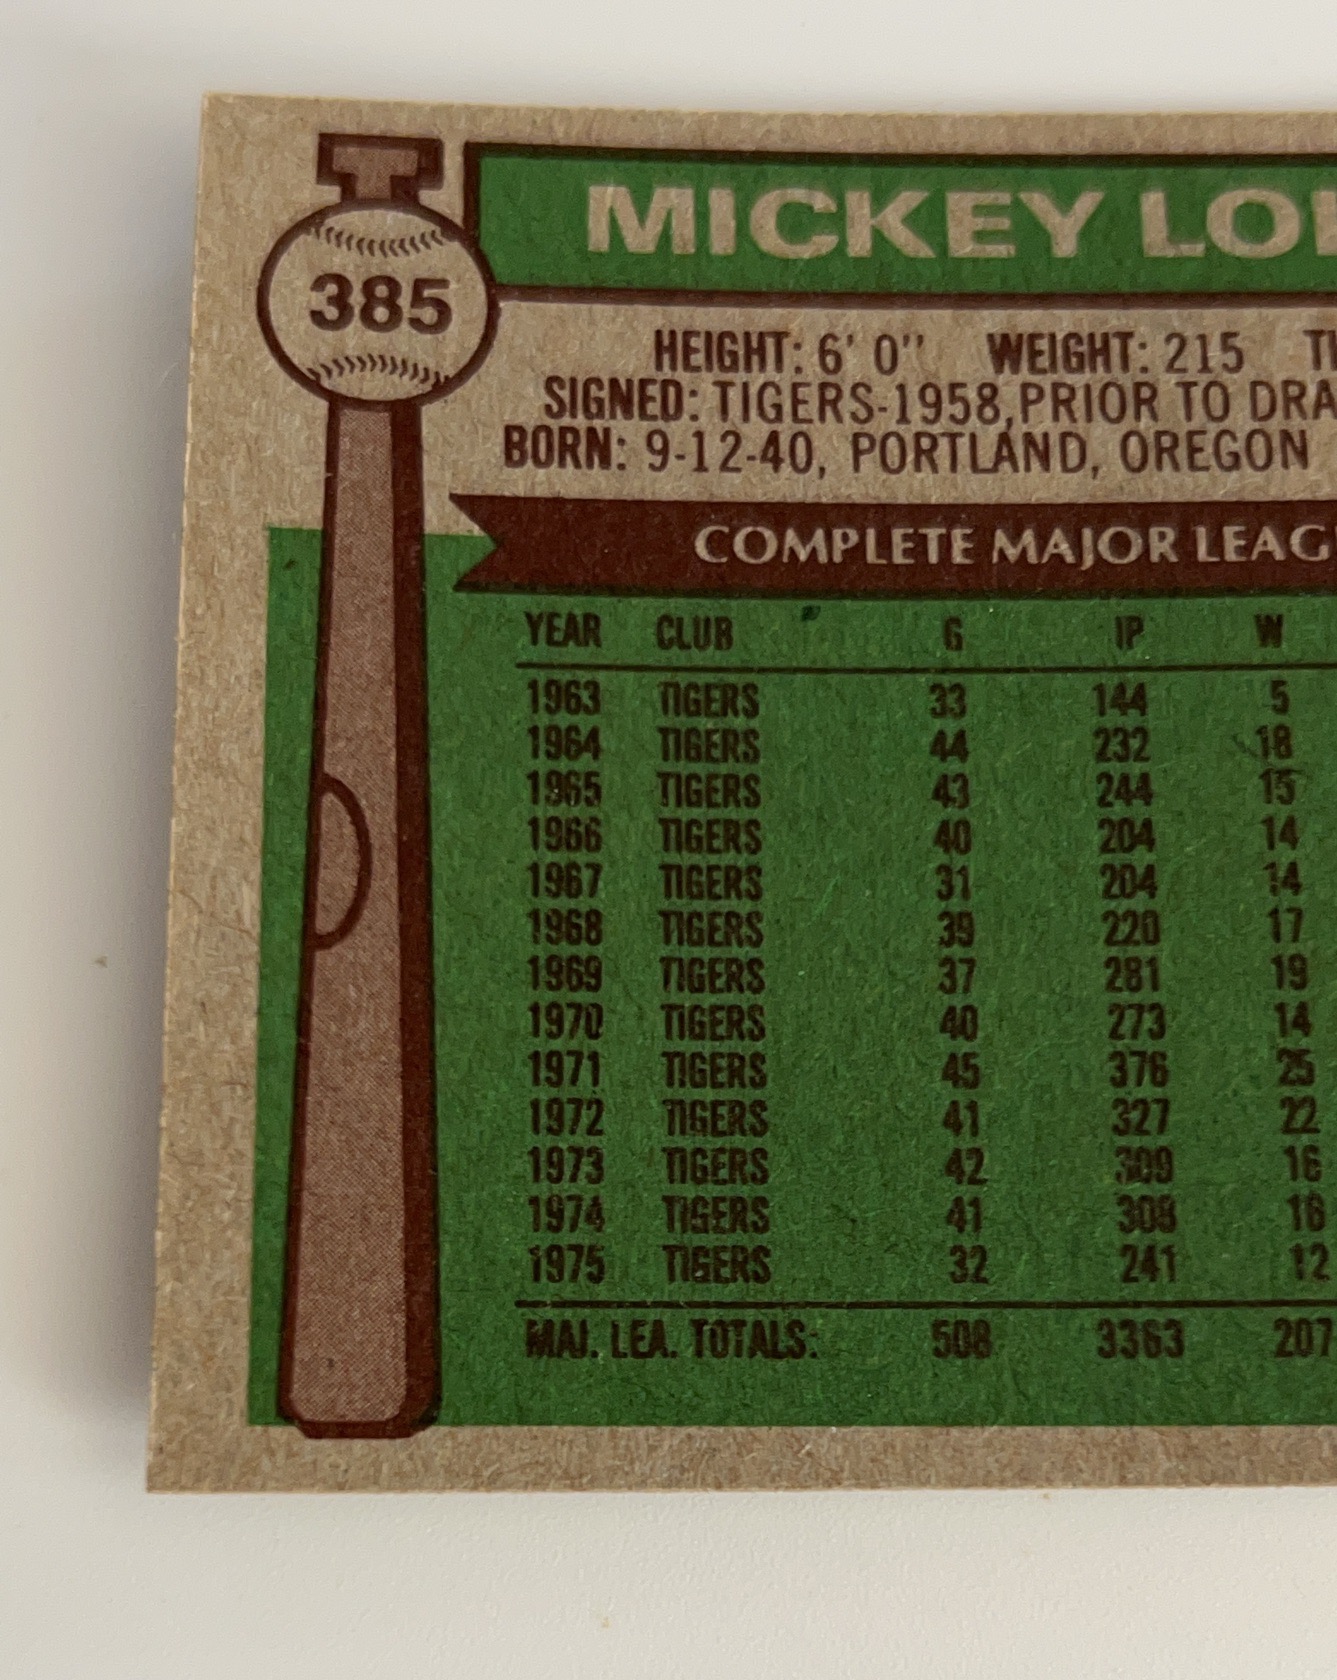 385
MICKEY LOL
HEIGHT: 6' 0" WEIGHT: 215
SIGNED: TIGERS-1958, PRIOR TO DRA
BORN: 9-12-40, PORTLAND, OREGON
COMPLETE MAJOR LEAG
YEAR CLUB G IP W
1963 TIGERS 33 144 5
1964 TIGERS 44 232 18
1965 TIGERS 43 244 15
1966 TIGERS 40 204 14
1967 TIGERS 31 204 14
1968 TIGERS 39 220 17
1969 TIGERS 37 281 19
1970 TIGERS 40 273 14
1971 TIGERS 45 376 25
1972 TIGERS 41 327 22
1973 TIGERS 42 309 16
1974 TIGERS 41 308 16
1975 TIGERS 32 241 12
MAJ. LEA. TOTALS: 508 3363 207